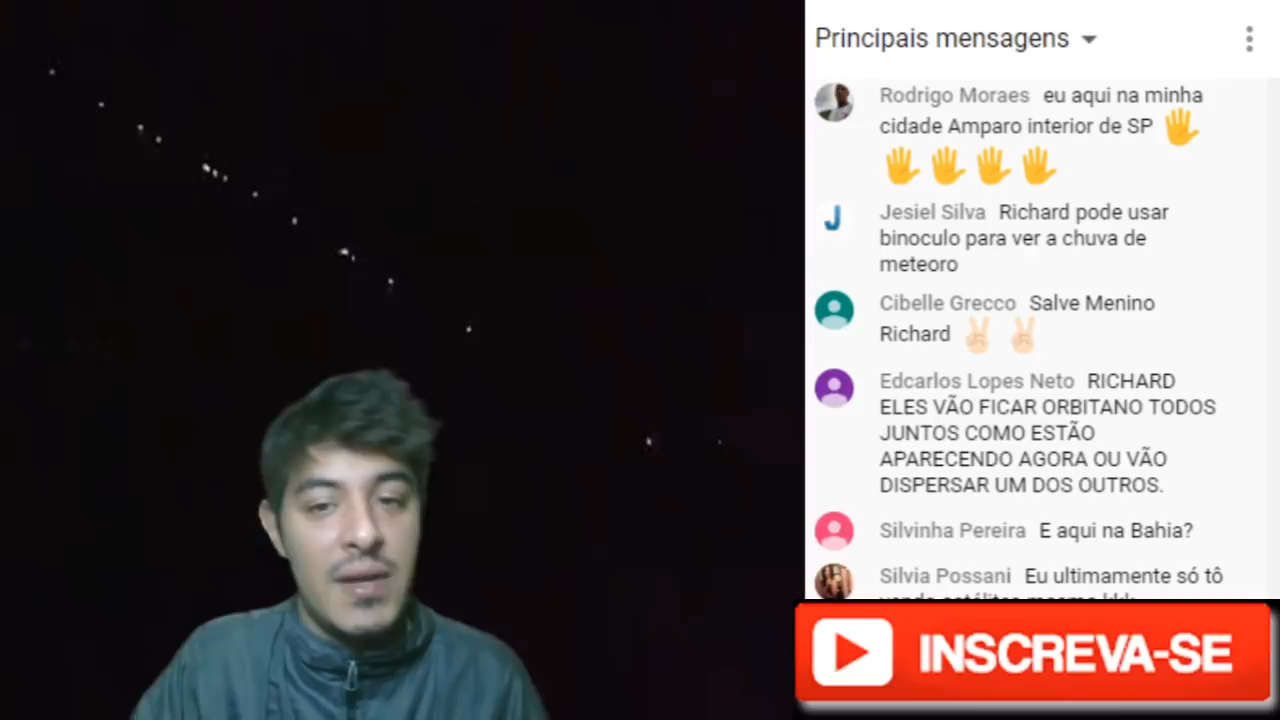 Principais mensagens
Rodrigo Moraes eu aqui na minha
cidade Amparo interior de SP 🖐
🖐🖐🖐🖐
Jesiel Silva Richard pode usar
binoculo para ver a chuva de
meteoro
Cibelle Grecco Salve Menino
Richard ✌🏻 ✌🏻
Edcarlos Lopes Neto RICHARD
ELES VÃO FICAR ORBITANO TODOS
JUNTOS COMO ESTÃO
APARECENDO AGORA OU VÃO
DISPERSAR UM DOS OUTROS.
Silvinha Pereira E aqui na Bahia?
Silvia Possani Eu ultimamente só tô
INSCREVA-SE